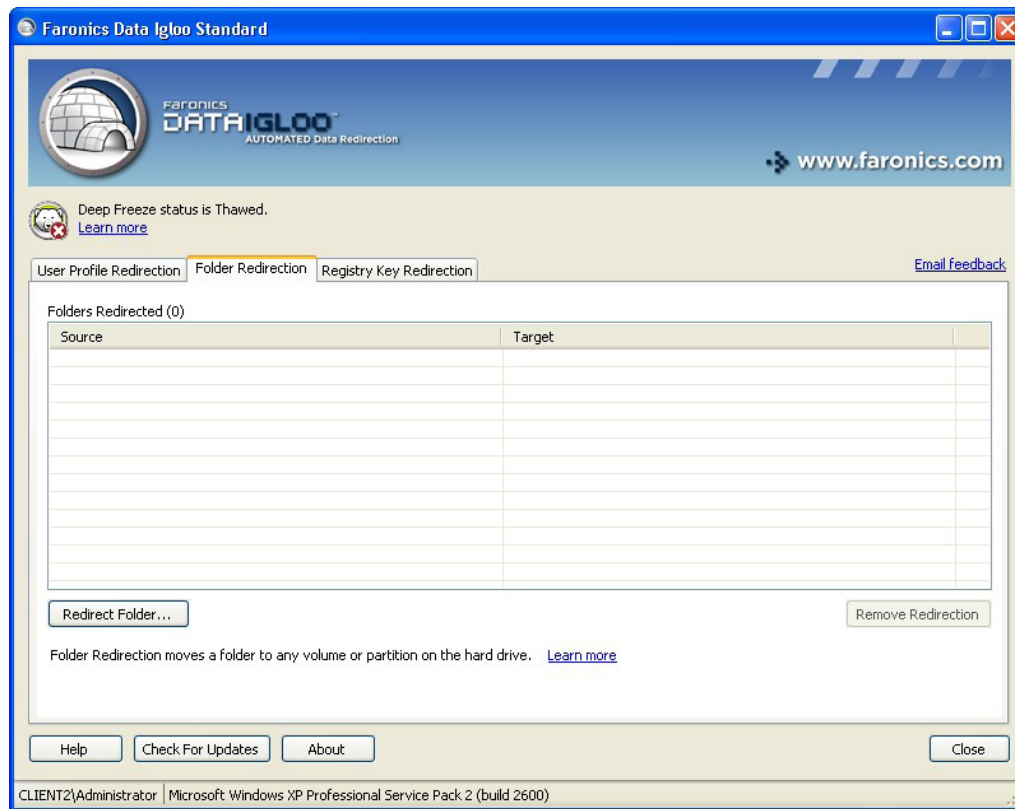 Faronics Data Igloo Standard
Faronics
DATAIGLOO™
AUTOMATED Data Redirection
www.faronics.com
Deep Freeze status is Thawed.
Learn more
User Profile Redirection Folder Redirection Registry Key Redirection Email feedback
Folders Redirected (0)
Source Target
Redirect Folder... Remove Redirection
Folder Redirection moves a folder to any volume or partition on the hard drive. Learn more
Help Check For Updates About Close
CLIENT2\Administrator Microsoft Windows XP Professional Service Pack 2 (build 2600)